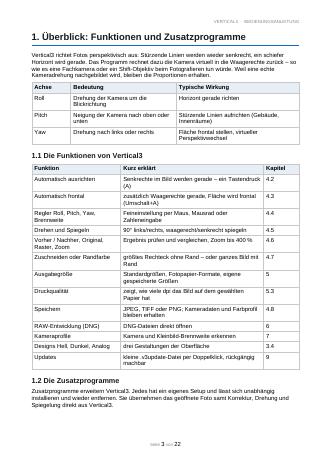 VERTICAL3 – BEDIENUNGSANLEITUNG
1. Überblick: Funktionen und Zusatzprogramme
Vertical3 richtet Fotos perspektivisch aus: Stürzende Linien werden wieder senkrecht, ein schiefer
Horizont wird gerade. Das Programm rechnet dazu die Kamera virtuell in die Waagerechte zurück – so
wie es eine Fachkamera oder ein Shift-Objektiv beim Fotografieren tun würde. Weil eine echte
Kameradrehung nachgebildet wird, bleiben die Proportionen erhalten.
Achse Bedeutung Typische Wirkung
Roll Drehung der Kamera um die Horizont gerade richten
Blickrichtung
Pitch Neigung der Kamera nach oben oder Stürzende Linien aufrichten (Gebäude,
unten Innenräume)
Yaw Drehung nach links oder rechts Fläche frontal stellen, virtueller
Perspektivwechsel
1.1 Die Funktionen von Vertical3
Funktion Kurz erklärt Kapitel
Automatisch ausrichten Senkrechte im Bild werden gerade – ein Tastendruck 4.2
(A)
Automatisch frontal zusätzlich Waagerechte gerade, Fläche wird frontal 4.3
(Umschalt+A)
Regler Roll, Pitch, Yaw, Feineinstellung per Maus, Mausrad oder 4.4
Brennweite Zahleneingabe
Drehen und Spiegeln 90° links/rechts, waagerecht/senkrecht spiegeln 4.5
Vorher / Nachher, Original, Ergebnis prüfen und vergleichen, Zoom bis 400 % 4.6
Raster, Zoom
Zuschneiden oder Randfarbe größtes Rechteck ohne Rand – oder ganzes Bild mit 4.7
Rand
Ausgabegröße Standardgrößen, Fotopapier-Formate, eigene 5
gespeicherte Größen
Druckqualität zeigt, wie viele dpi das Bild auf dem gewählten 5.3
Papier hat
Speichern JPEG, TIFF oder PNG; Kameradaten und Farbprofil 4.8
bleiben erhalten
RAW-Entwicklung (DNG) DNG-Dateien direkt öffnen 6
Kameraprofile Kamera und Kleinbild-Brennweite erkennen 7
Designs Hell, Dunkel, Analog drei Gestaltungen der Oberfläche 3.4
Updates kleine .v3update-Datei per Doppelklick, rückgängig 9
machbar
1.2 Die Zusatzprogramme
Zusatzprogramme erweitern Vertical3. Jedes hat ein eigenes Setup und lässt sich unabhängig
installieren und wieder entfernen. Sie übernehmen das geöffnete Foto samt Korrektur, Drehung und
Spiegelung direkt aus Vertical3.
Seite 3 von 22